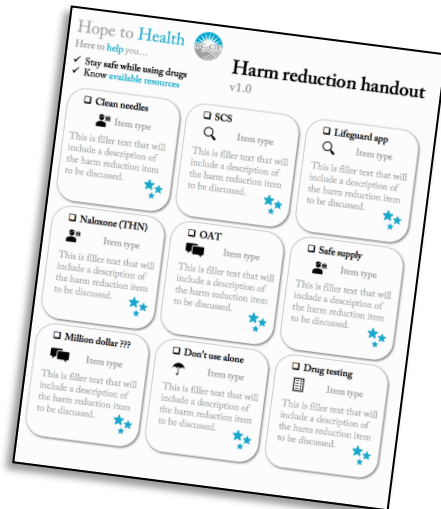 Hope to Health
Here to help you…
✓ Stay safe while using drugs
✓ Know available resources
Harm reduction handout
v1.0
❑ Clean needles
Item type
This is filler text that will
include a description of
the harm reduction item
to be discussed.
❑ SCS
Item type
This is filler text that will
include a description of
the harm reduction item
to be discussed.
❑ Lifeguard app
Item type
This is filler text that will
include a description of
the harm reduction item
to be discussed.
❑ Naloxone (THN)
Item type
This is filler text that will
include a description of
the harm reduction item
to be discussed.
❑ OAT
Item type
This is filler text that will
include a description of
the harm reduction item
to be discussed.
❑ Safe supply
Item type
This is filler text that will
include a description of
the harm reduction item
to be discussed.
❑ Million dollar ???
Item type
This is filler text that will
include a description of
the harm reduction item
to be discussed.
❑ Don't use alone
Item type
This is filler text that will
include a description of
the harm reduction item
to be discussed.
❑ Drug testing
Item type
This is filler text that will
include a description of
the harm reduction item
to be discussed.